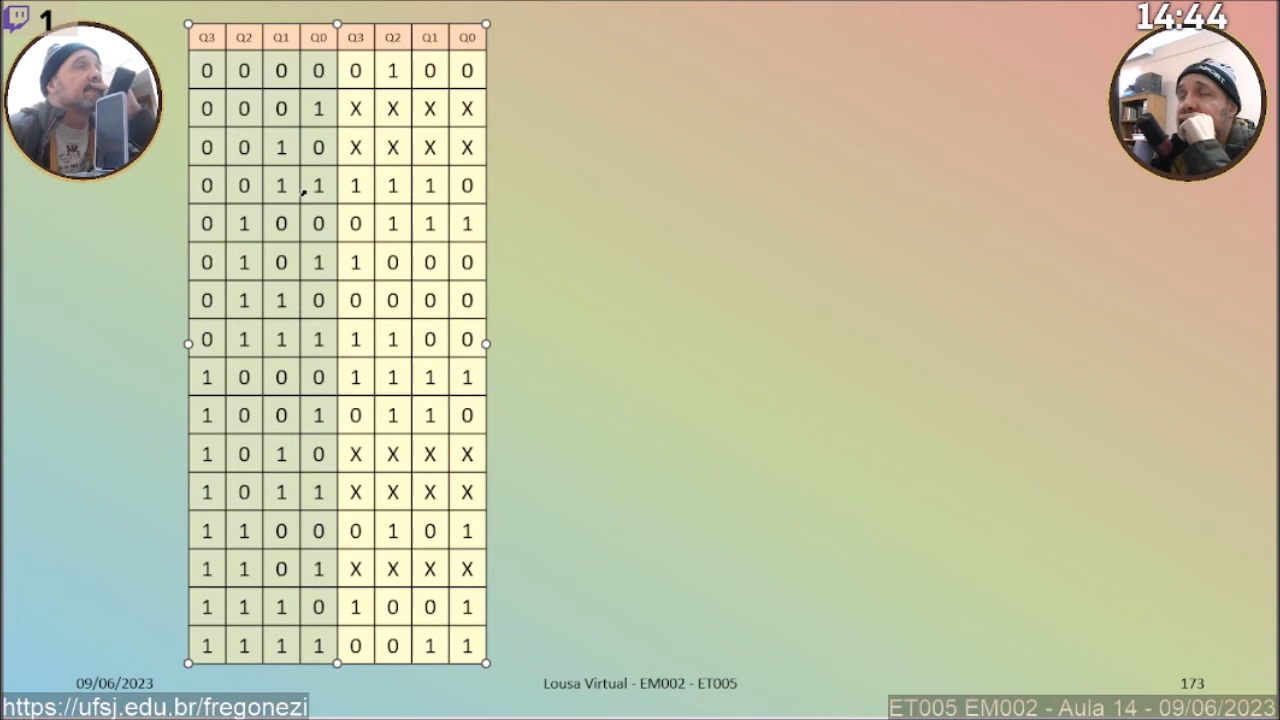 1
14:44
Q3 Q2 Q1 Q0 Q3 Q2 Q1 Q0
0 0 0 0 0 1 0 0
0 0 0 1 X X X X
0 0 1 0 X X X X
0 0 1 1 1 1 1 0
0 1 0 0 0 1 1 1
0 1 0 1 1 0 0 0
0 1 1 0 0 0 0 0
0 1 1 1 1 1 0 0
1 0 0 0 1 1 1 1
1 0 0 1 0 1 1 0
1 0 1 0 X X X X
1 0 1 1 X X X X
1 1 0 0 0 1 0 1
1 1 0 1 X X X X
1 1 1 0 1 0 0 1
1 1 1 1 0 0 1 1
09/06/2023
Lousa Virtual - EM002 - ET005
173
https://ufsj.edu.br/fregonezi
ET005 EM002 - Aula 14 - 09/06/2023